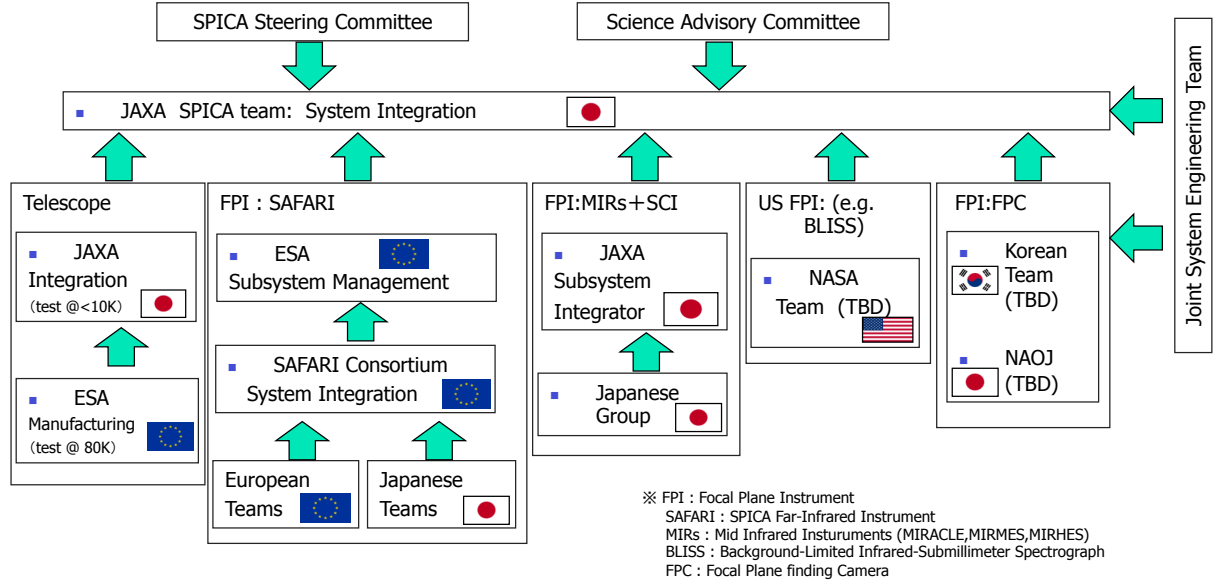 SPICA Steering Committee
Science Advisory Committee
▪ JAXA SPICA team: System Integration
Joint System Engineering Team
Telescope
▪ JAXA
Integration
(test @<10K)
▪ ESA
Manufacturing
(test @ 80K)
FPI : SAFARI
▪ ESA
Subsystem Management
▪ SAFARI Consortium
System Integration
European
Teams
Japanese
Teams
FPI:MIRs+SCI
▪ JAXA
Subsystem
Integrator
▪ Japanese
Group
US FPI: (e.g.
BLISS)
▪ NASA
Team (TBD)
FPI:FPC
▪ Korean
Team
(TBD)
▪ NAOJ
(TBD)
※ FPI : Focal Plane Instrument
SAFARI : SPICA Far-Infrared Instrument
MIRs : Mid Infrared Insturuments (MIRACLE,MIRMES,MIRHES)
BLISS : Background-Limited Infrared-Submillimeter Spectrograph
FPC : Focal Plane finding Camera